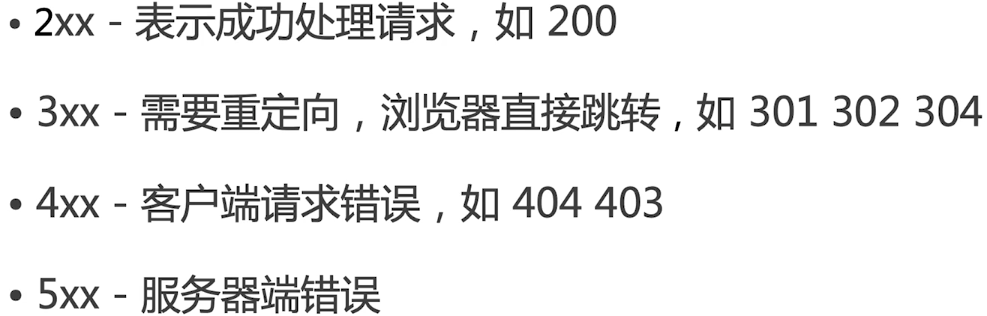 • 2xx - 表示成功处理请求，如 200
• 3xx - 需要重定向，浏览器直接跳转，如 301 302 304
• 4xx - 客户端请求错误，如 404 403
• 5xx - 服务器端错误